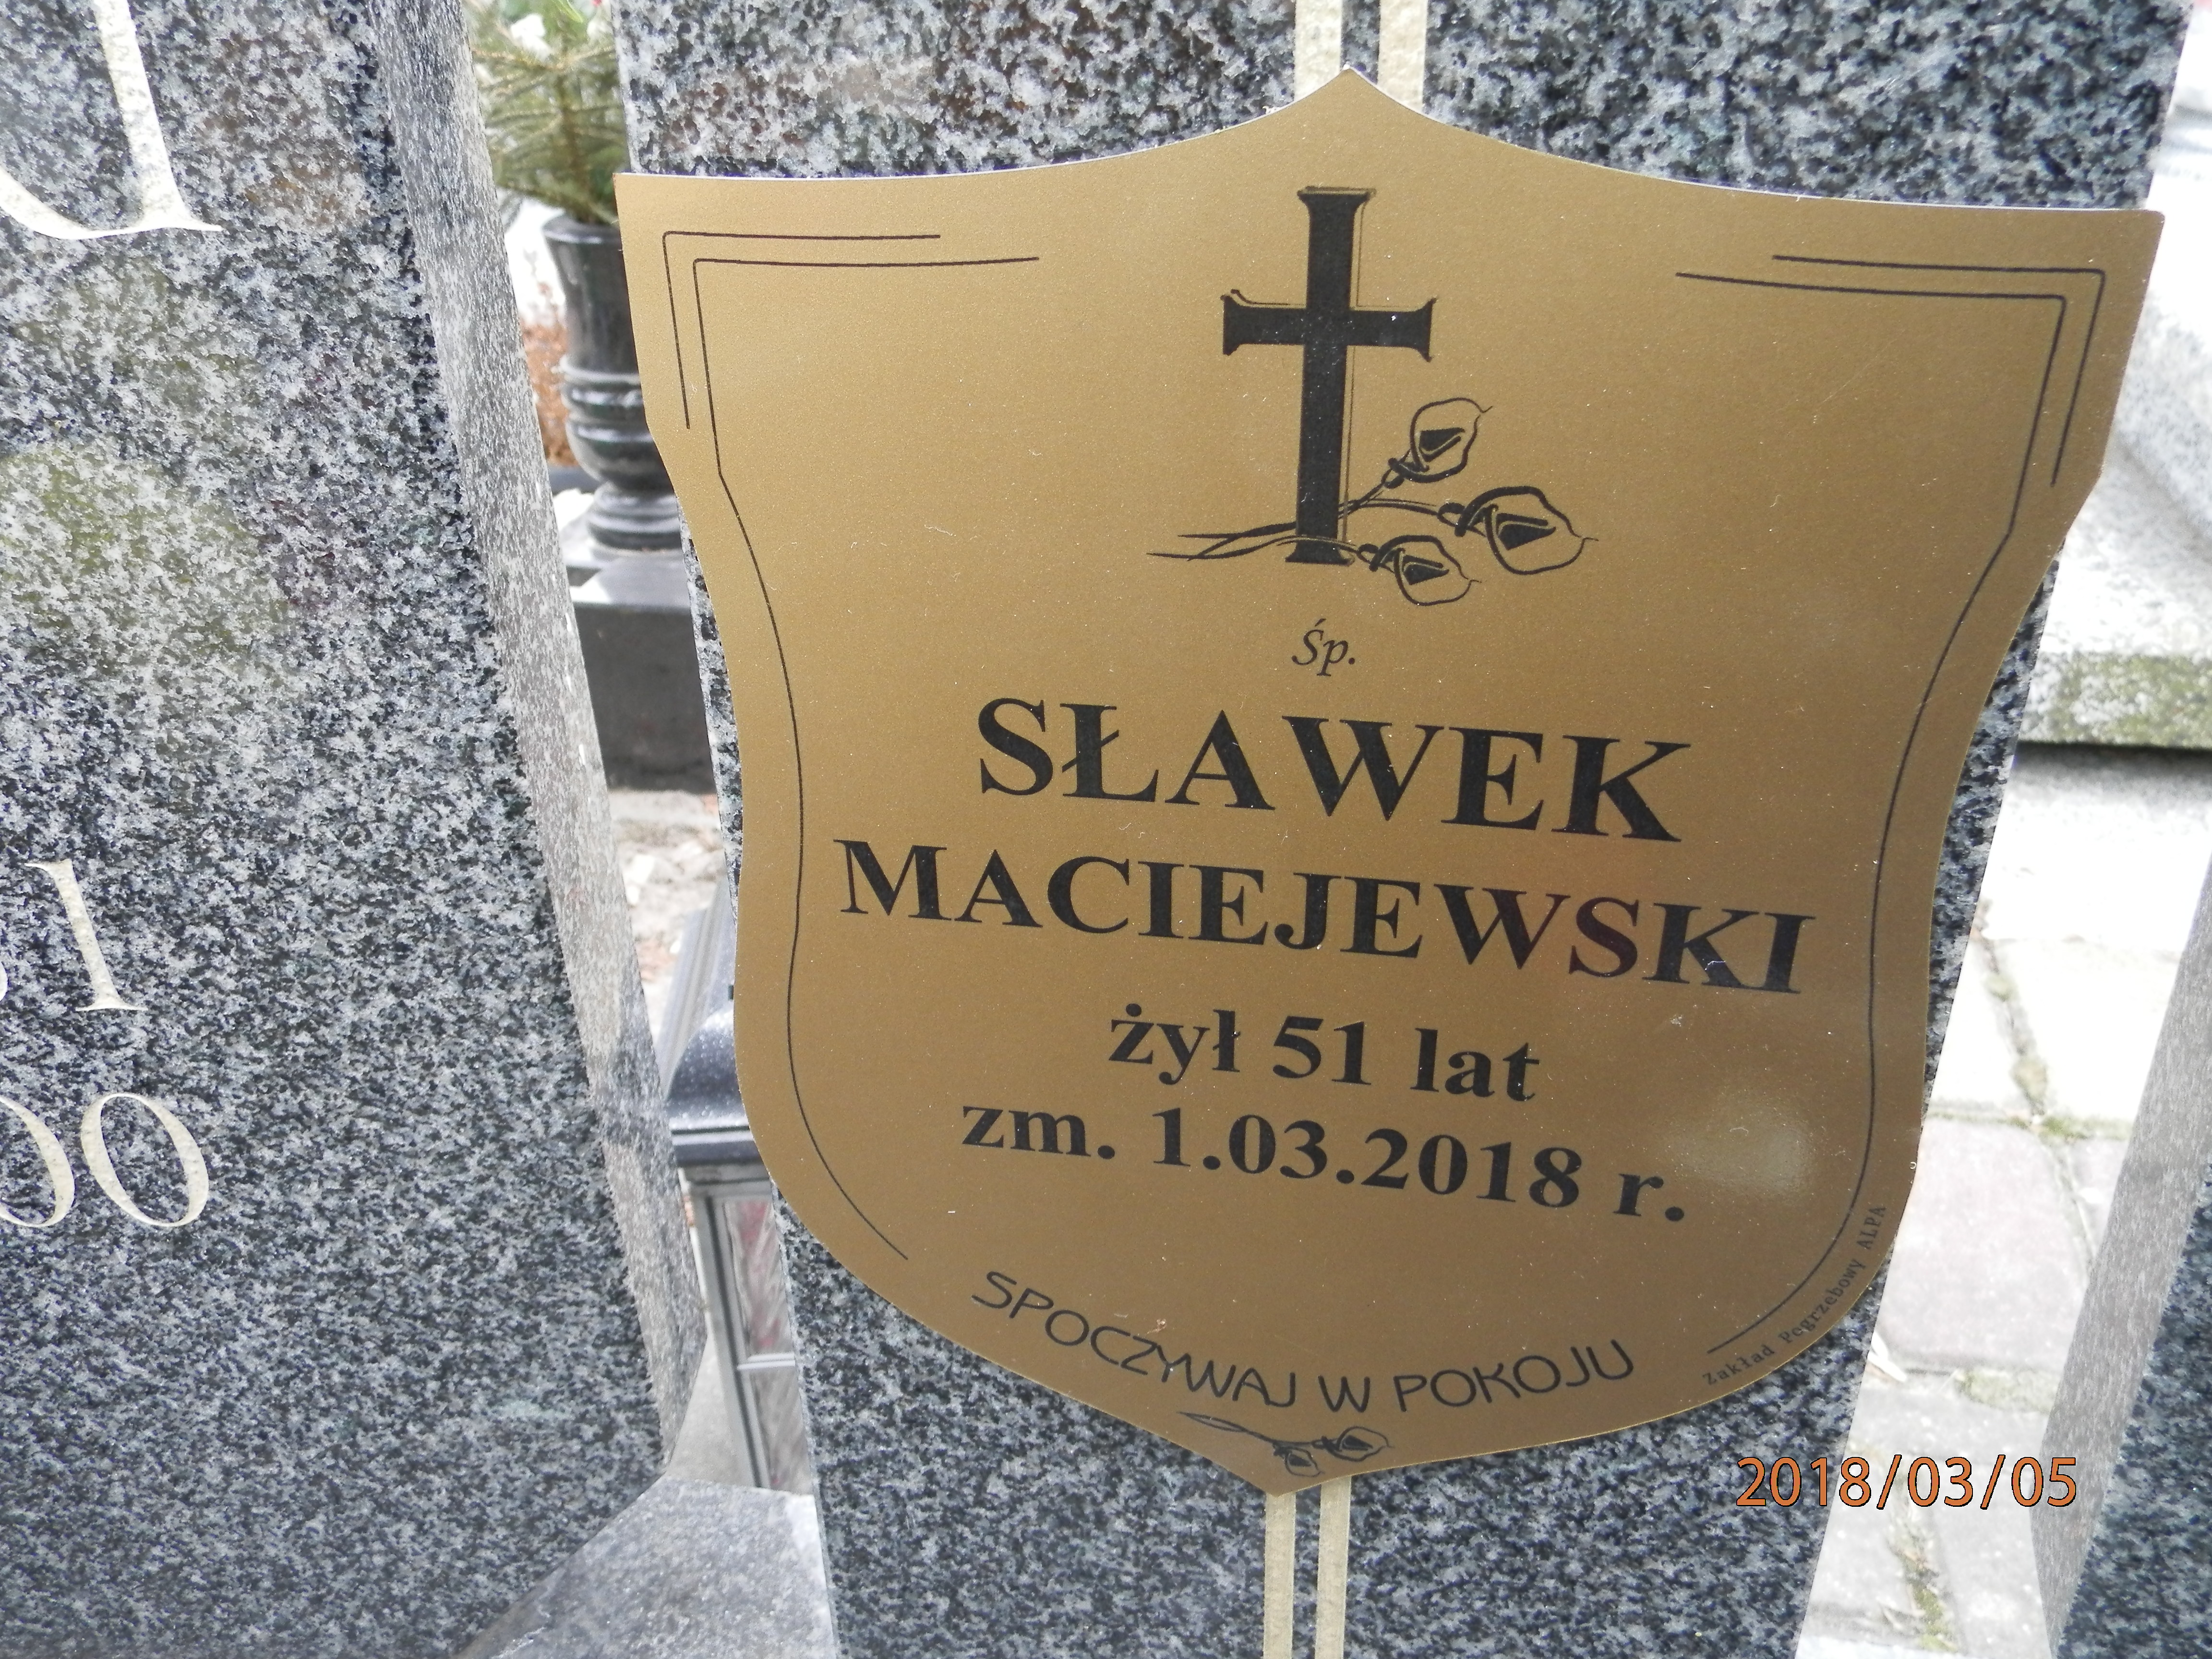 Śp.
SŁAWEK
MACIEJEWSKI
żył 51 lat
zm. 1.03.2018 r.
SPOCZYWAJ W POKOJU
Zakład Pogrzebowy ALPA
2018/03/05